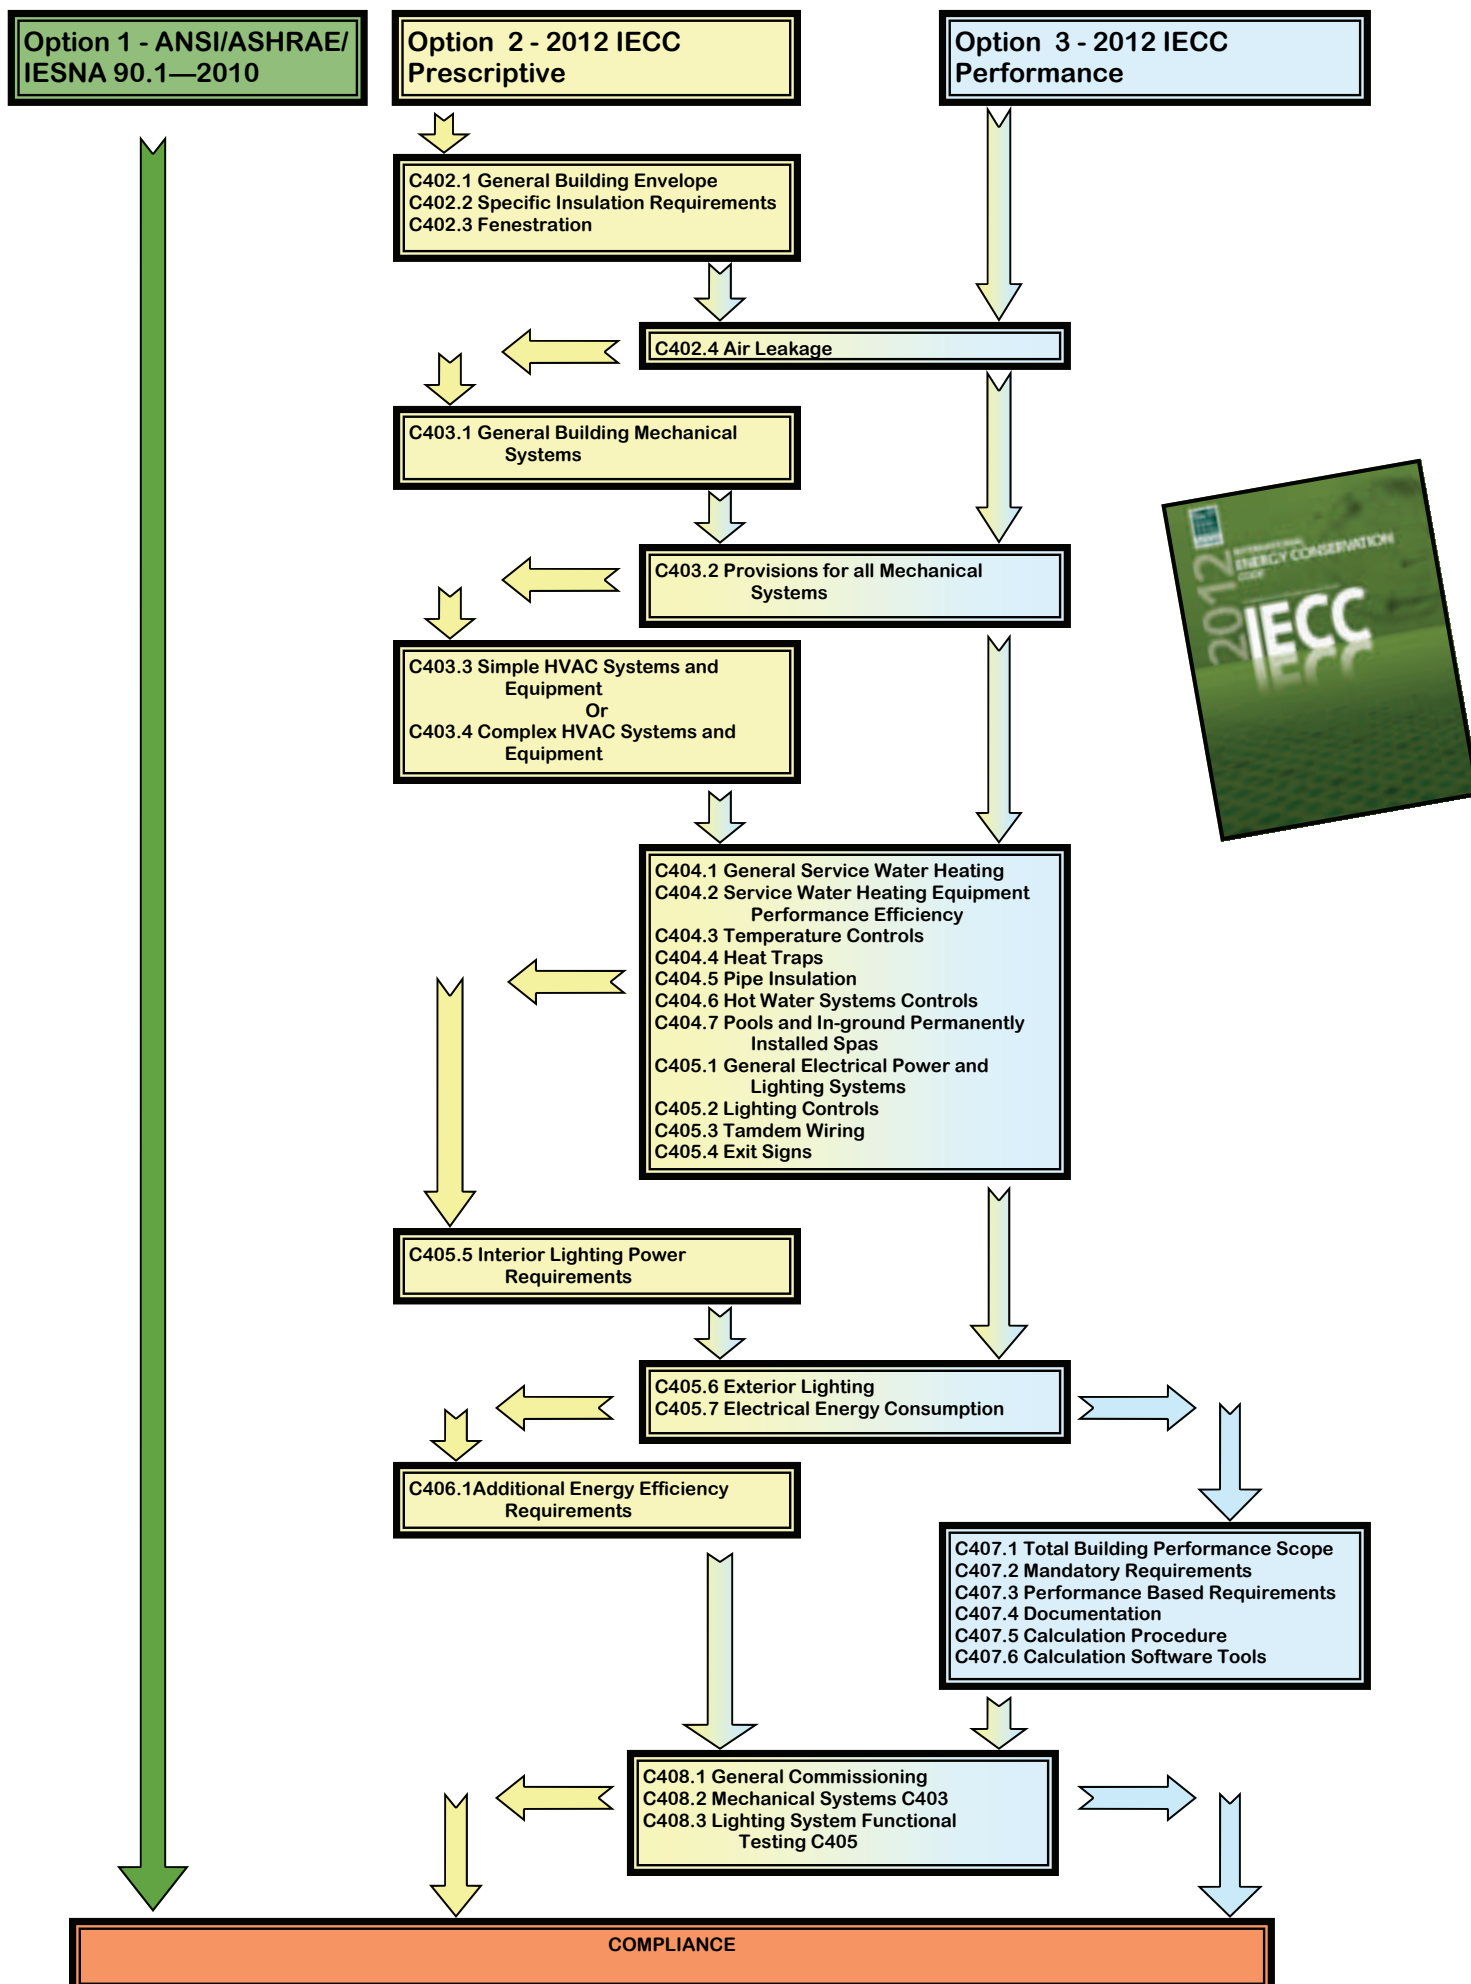 Option 1 - ANSI/ASHRAE/
IESNA 90.1—2010
Option 2 - 2012 IECC
Prescriptive
Option 3 - 2012 IECC
Performance
C402.1 General Building Envelope
C402.2 Specific Insulation Requirements
C402.3 Fenestration
C402.4 Air Leakage
C403.1 General Building Mechanical
Systems
C403.2 Provisions for all Mechanical
Systems
2012
INTERNATIONAL
ENERGY CONSERVATION
CODE
IECC
C403.3 Simple HVAC Systems and
Equipment
Or
C403.4 Complex HVAC Systems and
Equipment
C404.1 General Service Water Heating
C404.2 Service Water Heating Equipment
Performance Efficiency
C404.3 Temperature Controls
C404.4 Heat Traps
C404.5 Pipe Insulation
C404.6 Hot Water Systems Controls
C404.7 Pools and In-ground Permanently
Installed Spas
C405.1 General Electrical Power and
Lighting Systems
C405.2 Lighting Controls
C405.3 Tamdem Wiring
C405.4 Exit Signs
C405.5 Interior Lighting Power
Requirements
C405.6 Exterior Lighting
C405.7 Electrical Energy Consumption
C406.1Additional Energy Efficiency
Requirements
C407.1 Total Building Performance Scope
C407.2 Mandatory Requirements
C407.3 Performance Based Requirements
C407.4 Documentation
C407.5 Calculation Procedure
C407.6 Calculation Software Tools
C408.1 General Commissioning
C408.2 Mechanical Systems C403
C408.3 Lighting System Functional
Testing C405
COMPLIANCE